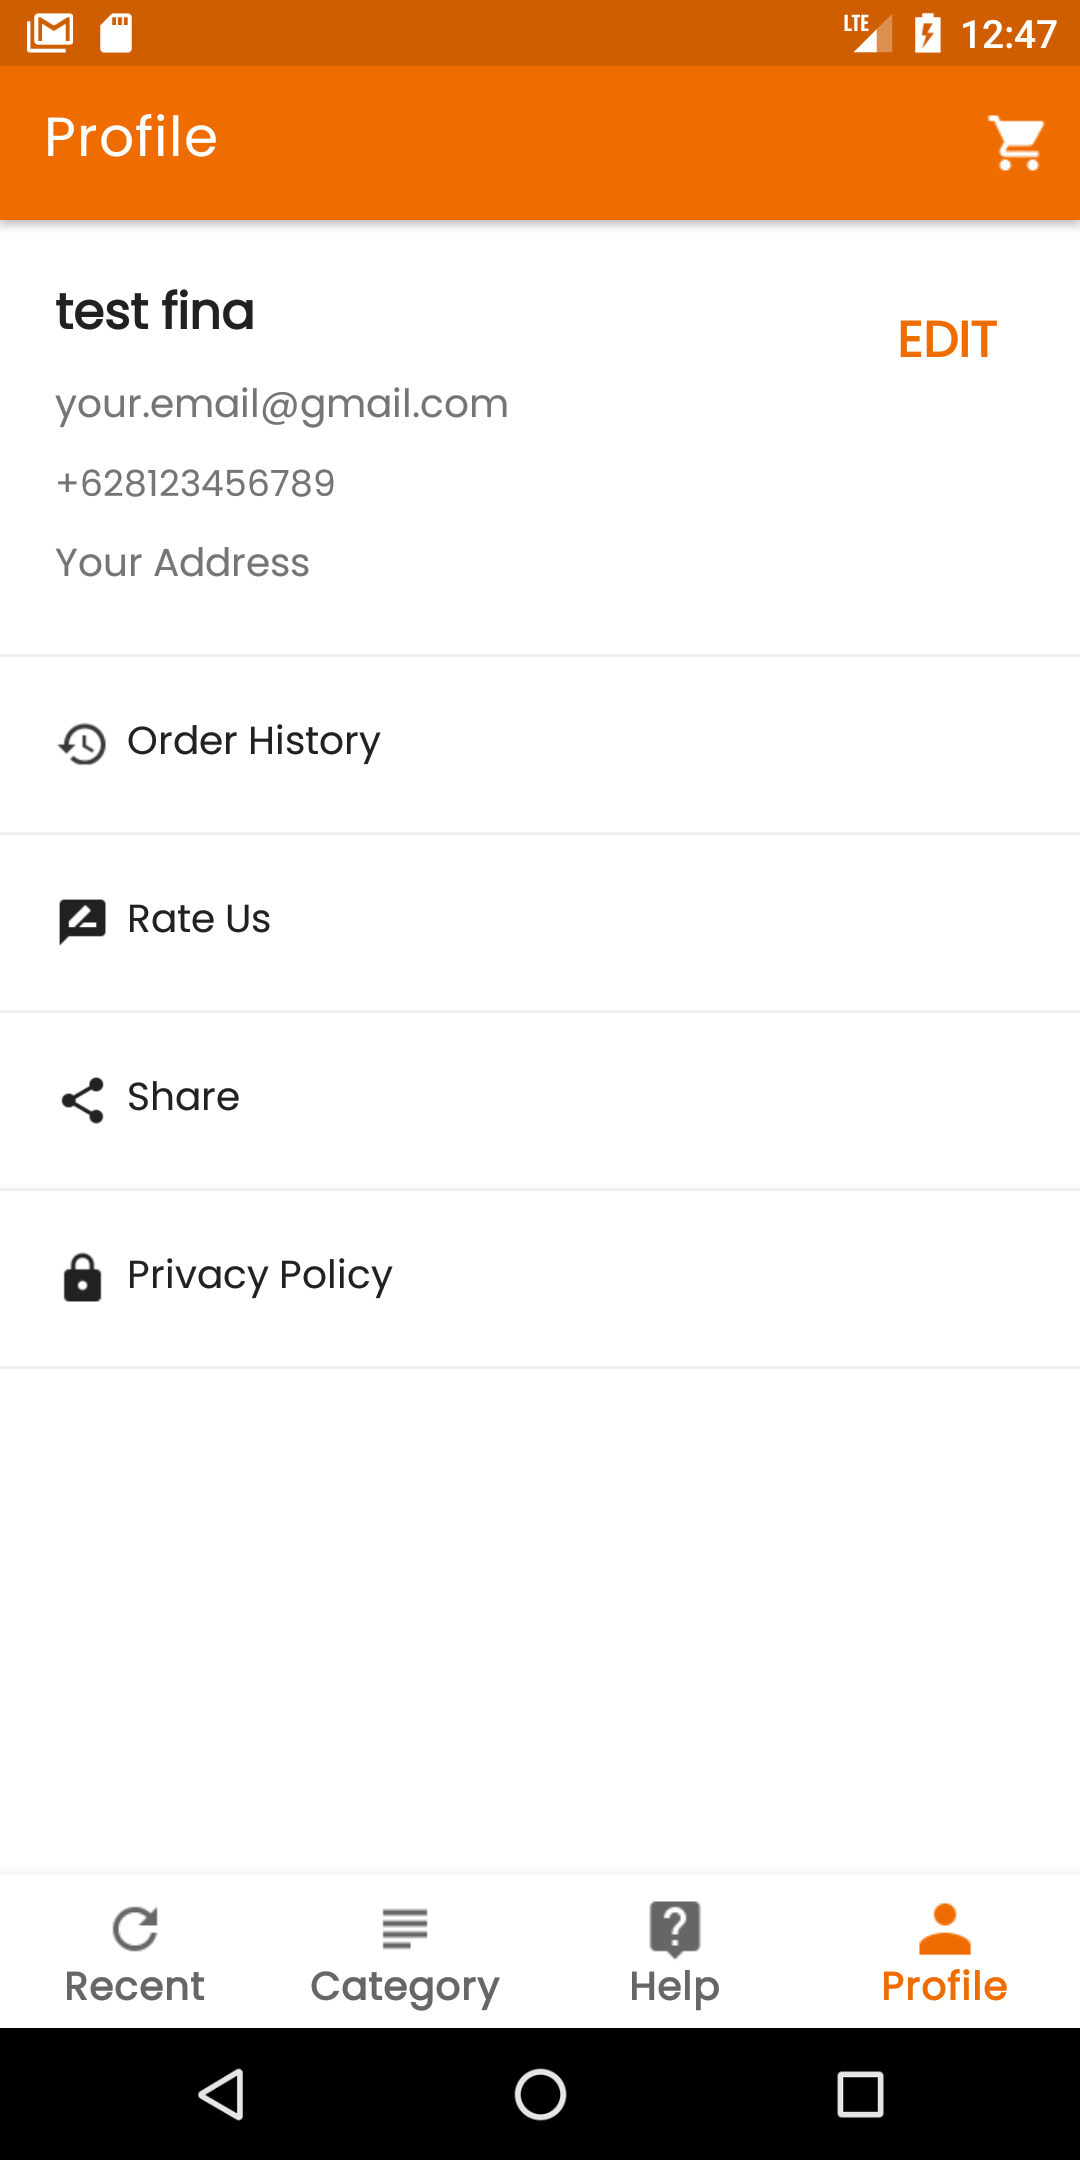 LTE 12:47
Profile
test fina
EDIT
your.email@gmail.com
+628123456789
Your Address
Order History
Rate Us
Share
Privacy Policy
Recent Category Help Profile